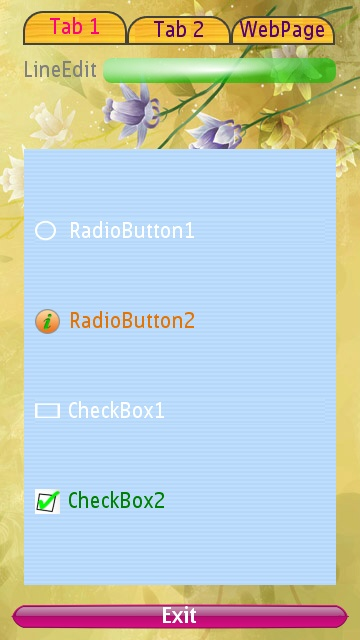 Tab 1 Tab 2 WebPage
LineEdit
RadioButton1
RadioButton2
CheckBox1
CheckBox2
Exit